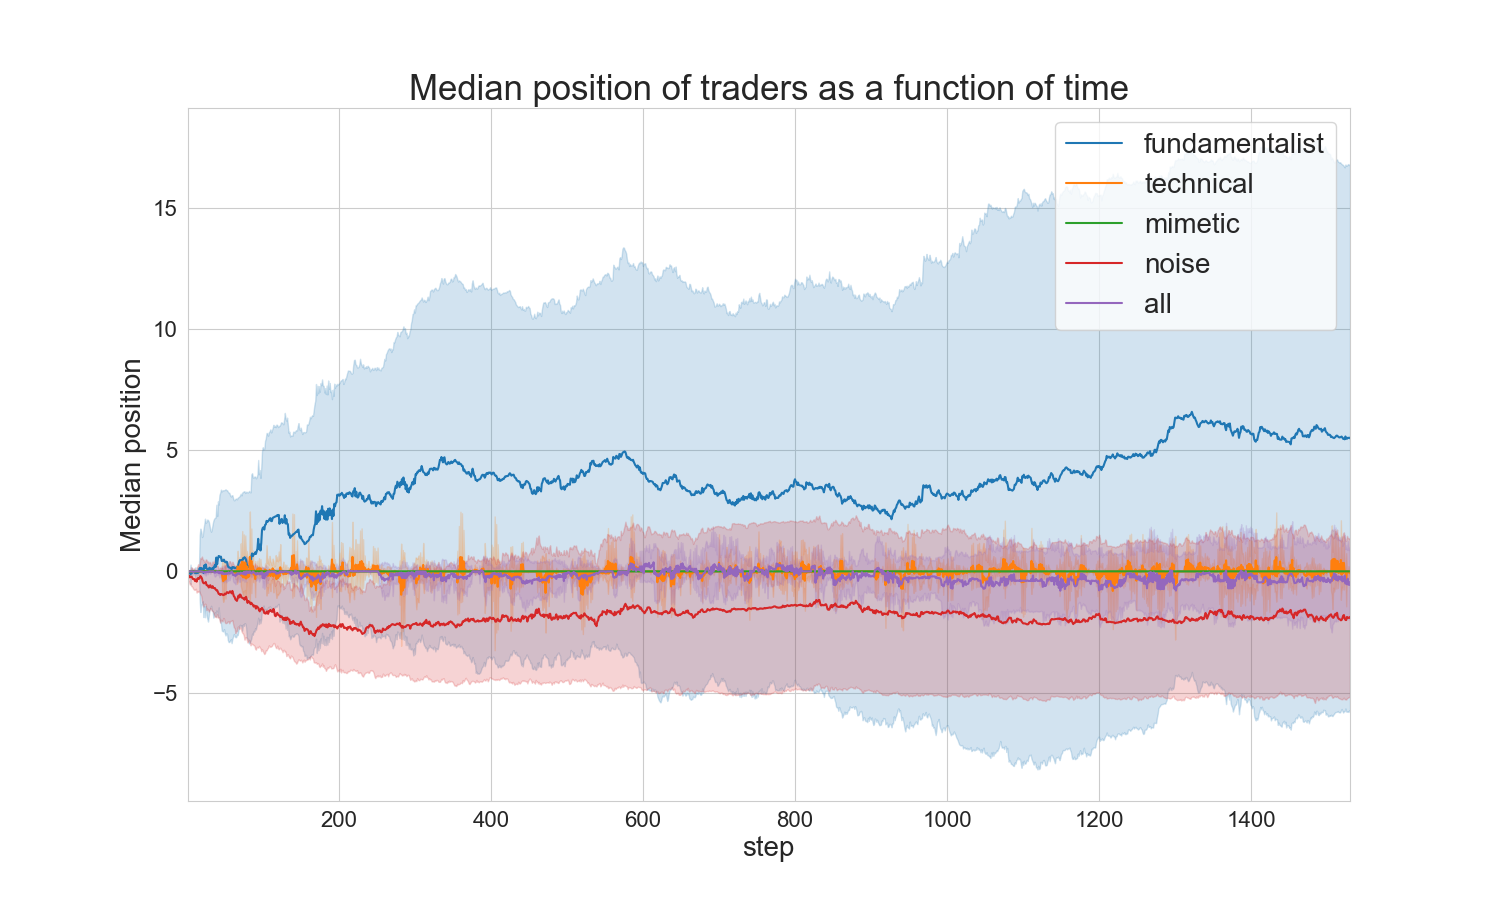 Median position of traders as a function of time
fundamentalist
technical
mimetic
noise
all
Median position
15
10
5
0
−5
200 400 600 800 1000 1200 1400
step